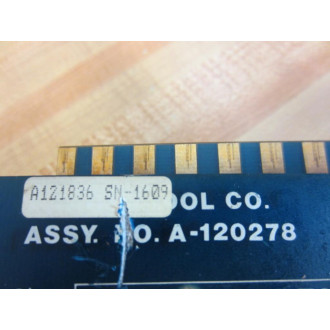 A121836 SN-1609
OOL CO.
ASSY. NO. A-120278